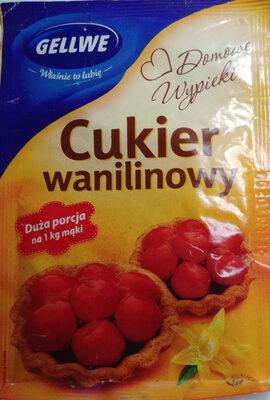 GELLWE
Właśnie to lubię
Domowe
Wypieki
Cukier
wanilinowy
Duża porcja
na 1 kg mąki